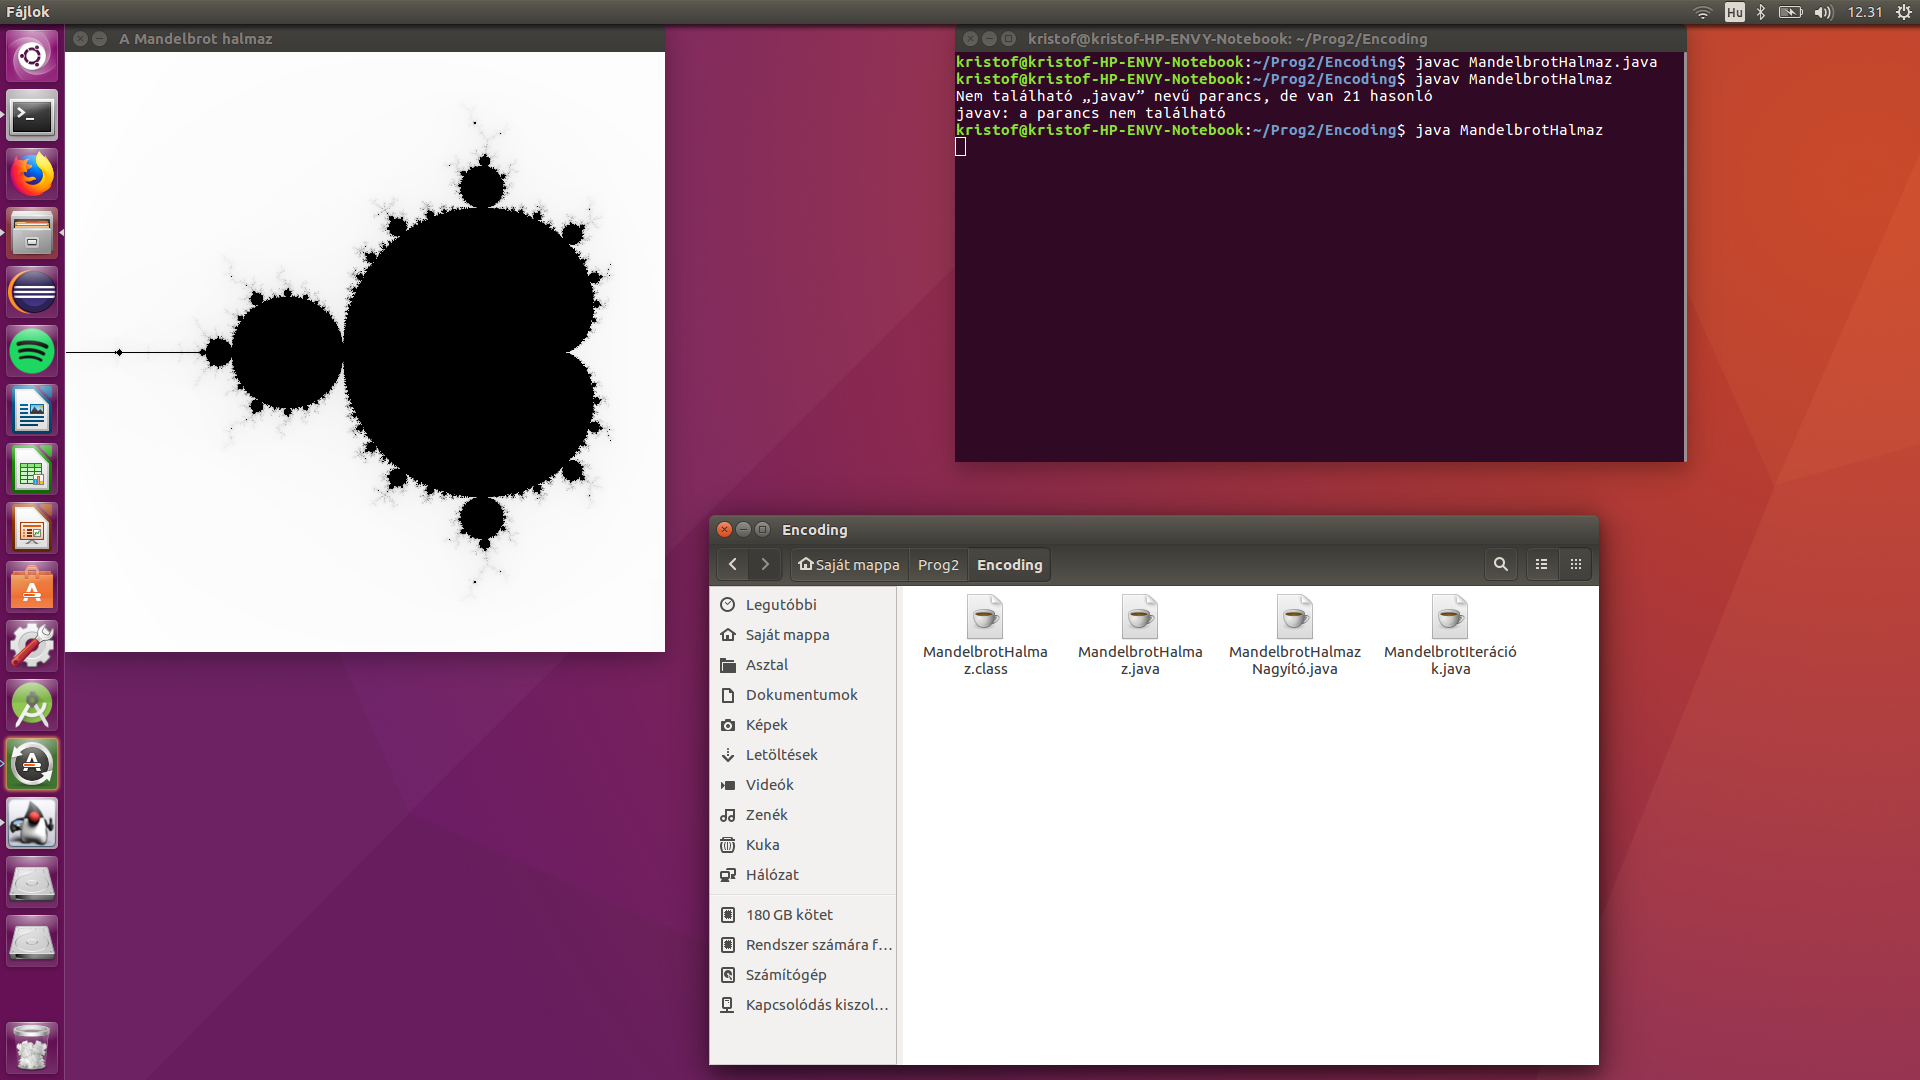 Fájlok
Hu
12.31
A Mandelbrot halmaz
kristof@kristof-HP-ENVY-Notebook: ~/Prog2/Encoding
kristof@kristof-HP-ENVY-Notebook:~/Prog2/Encoding$ javac MandelbrotHalmaz.java
kristof@kristof-HP-ENVY-Notebook:~/Prog2/Encoding$ javav MandelbrotHalmaz
Nem található „javav” nevű parancs, de van 21 hasonló
javav: a parancs nem található
kristof@kristof-HP-ENVY-Notebook:~/Prog2/Encoding$ java MandelbrotHalmaz
Encoding
Saját mappa
Prog2
Encoding
Legutóbbi
Saját mappa
Asztal
Dokumentumok
Képek
Letöltések
Videók
Zenék
Kuka
Hálózat
180 GB kötet
Rendszer számára f…
Számítógép
Kapcsolódás kiszol…
MandelbrotHalma
z.class
MandelbrotHalma
z.java
MandelbrotHalmaz
Nagyító.java
MandelbrotIteráció
k.java